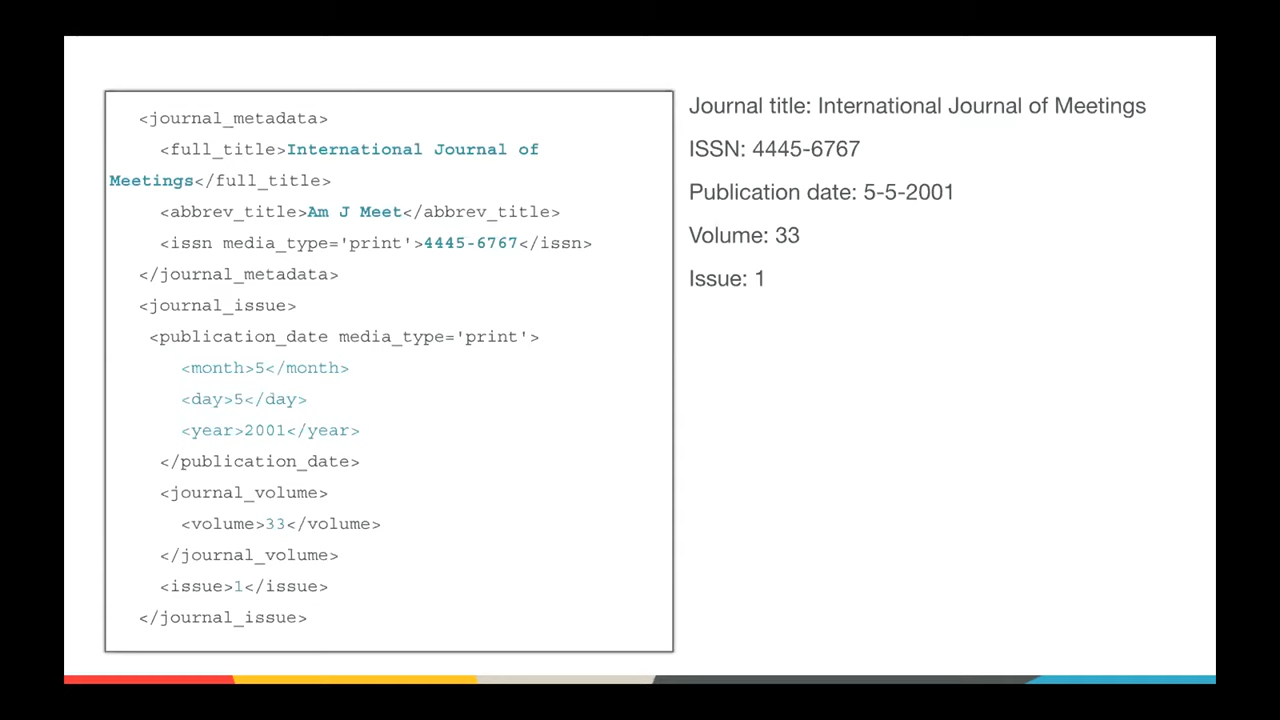 <journal_metadata>
<full_title>International Journal of
Meetings</full_title>
<abbrev_title>Am J Meet</abbrev_title>
<issn media_type='print'>4445-6767</issn>
</journal_metadata>
<journal_issue>
<publication_date media_type='print'>
<month>5</month>
<day>5</day>
<year>2001</year>
</publication_date>
<journal_volume>
<volume>33</volume>
</journal_volume>
<issue>1</issue>
</journal_issue>
Journal title: International Journal of Meetings
ISSN: 4445-6767
Publication date: 5-5-2001
Volume: 33
Issue: 1